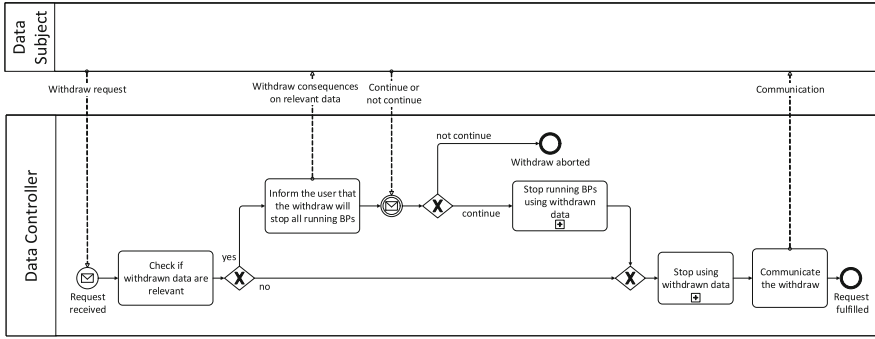 Data
Subject
Withdraw request
Withdraw consequences
on relevant data
Continue or
not continue
Communication
Data Controller
not continue
Withdraw aborted
Inform the user that
the withdraw will
stop all running BPs
X
continue
Stop running BPs
using withdrawn
data
Request
received
Check if
withdrawn data are
relevant
yes
X
no
X
Stop using
withdrawn data
Communicate
the withdraw
Request
fulfilled